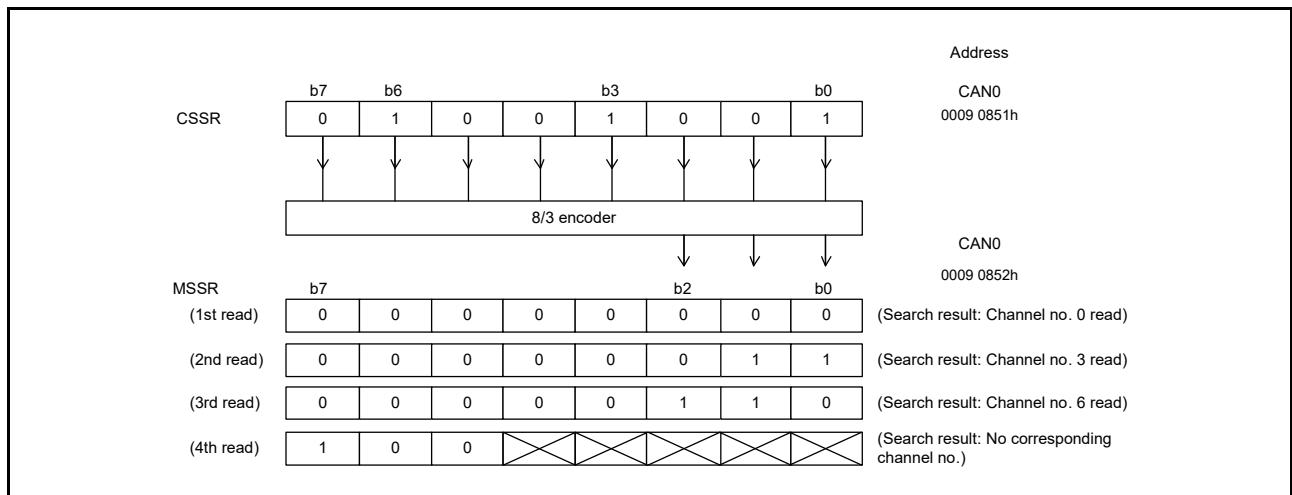 Address
b7 b6 b3 b0 CAN0
CSSR 0 1 0 0 1 0 0 1 0009 0851h
8/3 encoder
CAN0
0009 0852h
MSSR b7 b2 b0
(1st read) 0 0 0 0 0 0 0 0 (Search result: Channel no. 0 read)
(2nd read) 0 0 0 0 0 0 1 1 (Search result: Channel no. 3 read)
(3rd read) 0 0 0 0 0 1 1 0 (Search result: Channel no. 6 read)
(4th read) 1 0 0 (Search result: No corresponding
channel no.)